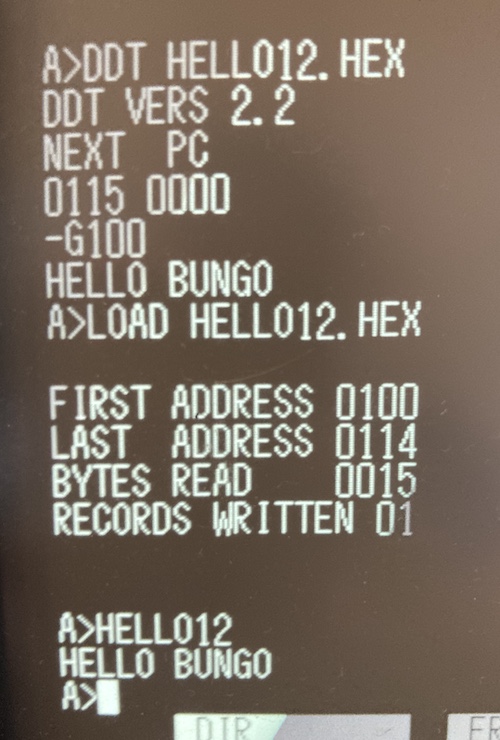 A>DDT HELLO12.HEX
DDT VERS 2.2
NEXT  PC
0115 0000
-G100
HELLO BUNGO
A>LOAD HELLO12.HEX
FIRST ADDRESS 0100
LAST  ADDRESS 0114
BYTES READ    0015
RECORDS WRITTEN 01
A>HELLO12
HELLO BUNGO
A>
DIR